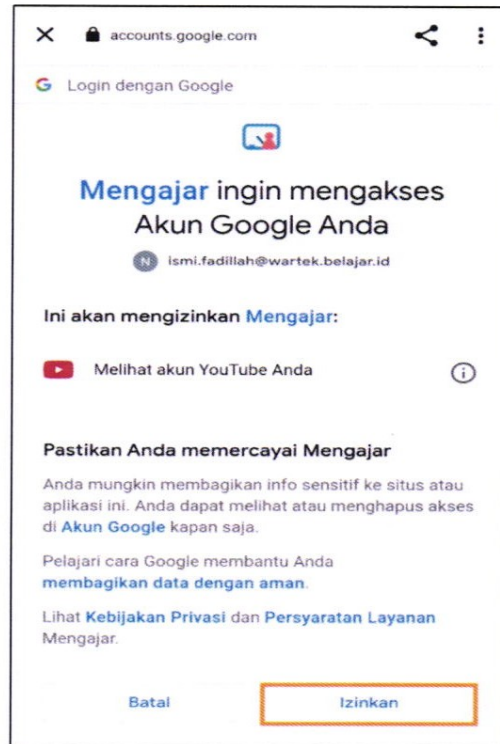 accounts.google.com
G Login dengan Google
Mengajar ingin mengakses
Akun Google Anda
N ismi.fadillah@wartek.belajar.id
Ini akan mengizinkan Mengajar:
Melihat akun YouTube Anda
Pastikan Anda memercayai Mengajar
Anda mungkin membagikan info sensitif ke situs atau
aplikasi ini. Anda dapat melihat atau menghapus akses
di Akun Google kapan saja.
Pelajari cara Google membantu Anda
membagikan data dengan aman.
Lihat Kebijakan Privasi dan Persyaratan Layanan
Mengajar.
Batal Izinkan